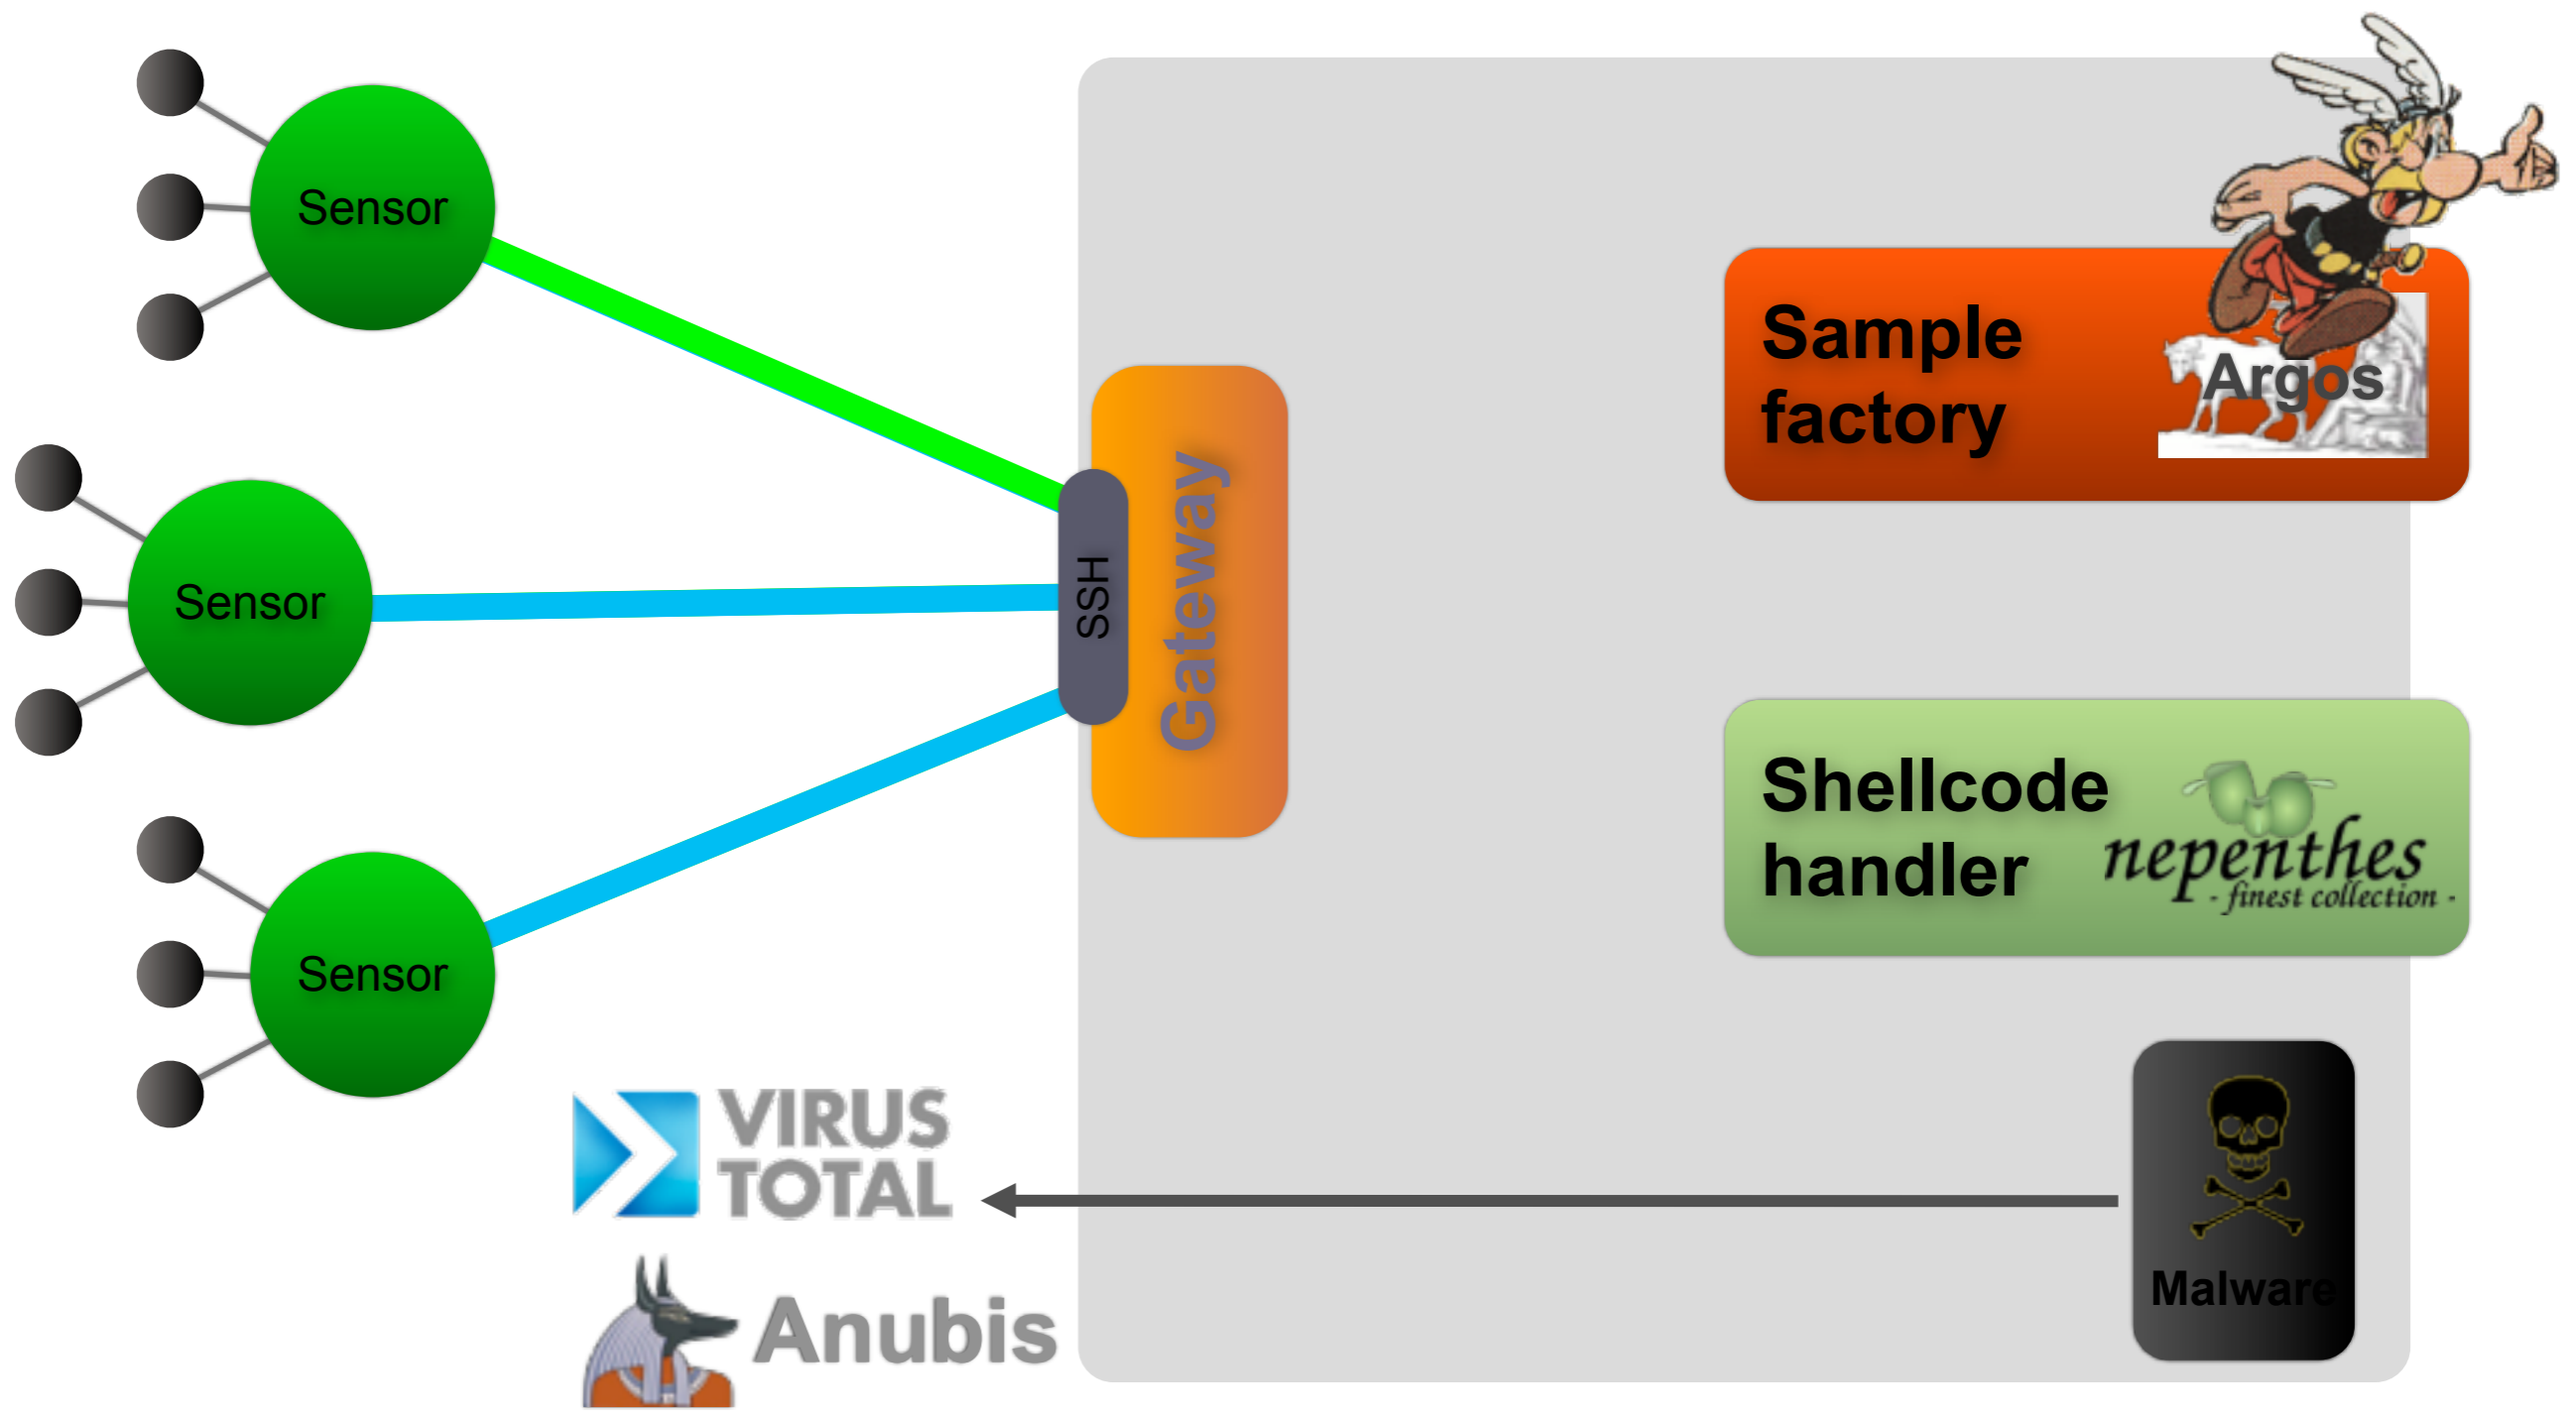 Sensor
Sensor
Sensor
SSH
Gateway
Sample
factory
Argos
Shellcode
handler
nepenthes
- finest collection -
VIRUS
TOTAL
Anubis
Malware